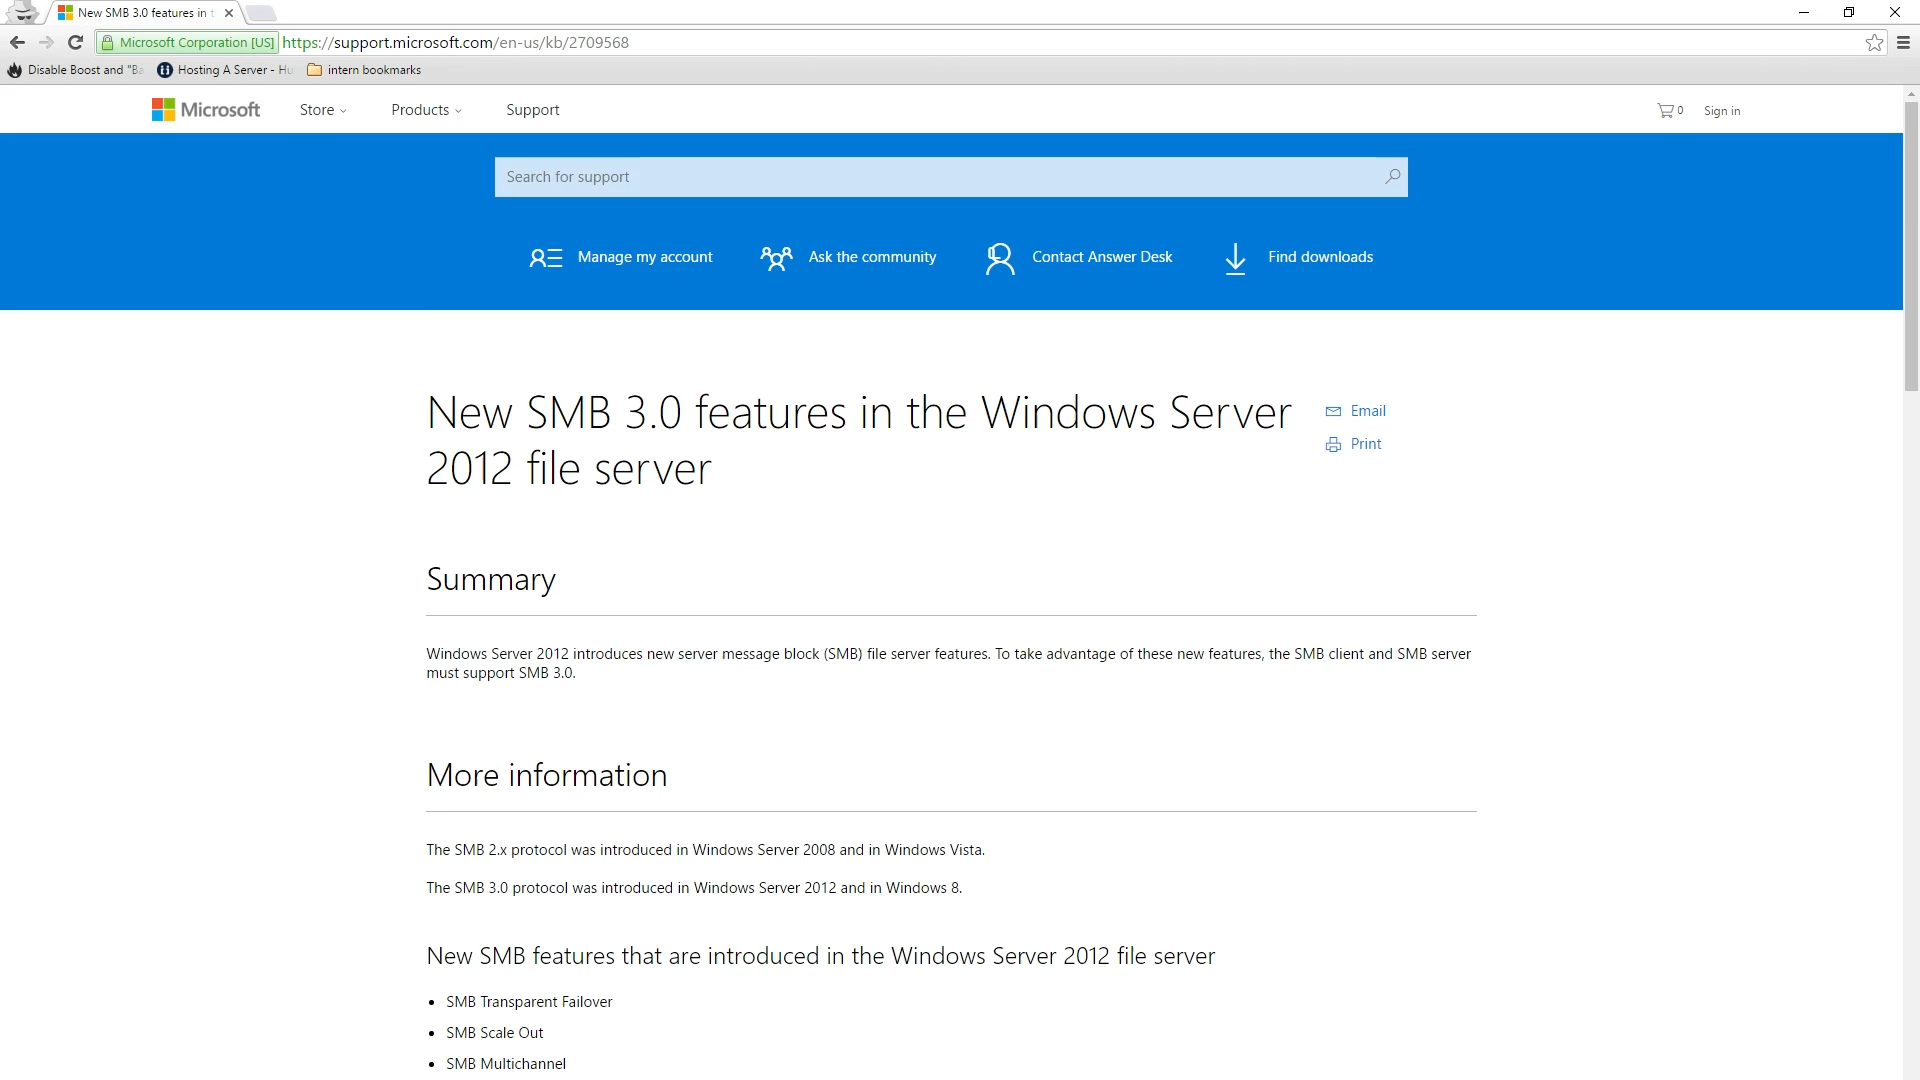 New SMB 3.0 features in t
Microsoft Corporation [US] https://support.microsoft.com/en-us/kb/2709568
Disable Boost and "Ba Hosting A Server - Hu intern bookmarks
Microsoft Store Products Support 0 Sign in
Search for support
Manage my account Ask the community Contact Answer Desk Find downloads
New SMB 3.0 features in the Windows Server
2012 file server
Email
Print
Summary
Windows Server 2012 introduces new server message block (SMB) file server features. To take advantage of these new features, the SMB client and SMB server
must support SMB 3.0.
More information
The SMB 2.x protocol was introduced in Windows Server 2008 and in Windows Vista.
The SMB 3.0 protocol was introduced in Windows Server 2012 and in Windows 8.
New SMB features that are introduced in the Windows Server 2012 file server
• SMB Transparent Failover
• SMB Scale Out
• SMB Multichannel